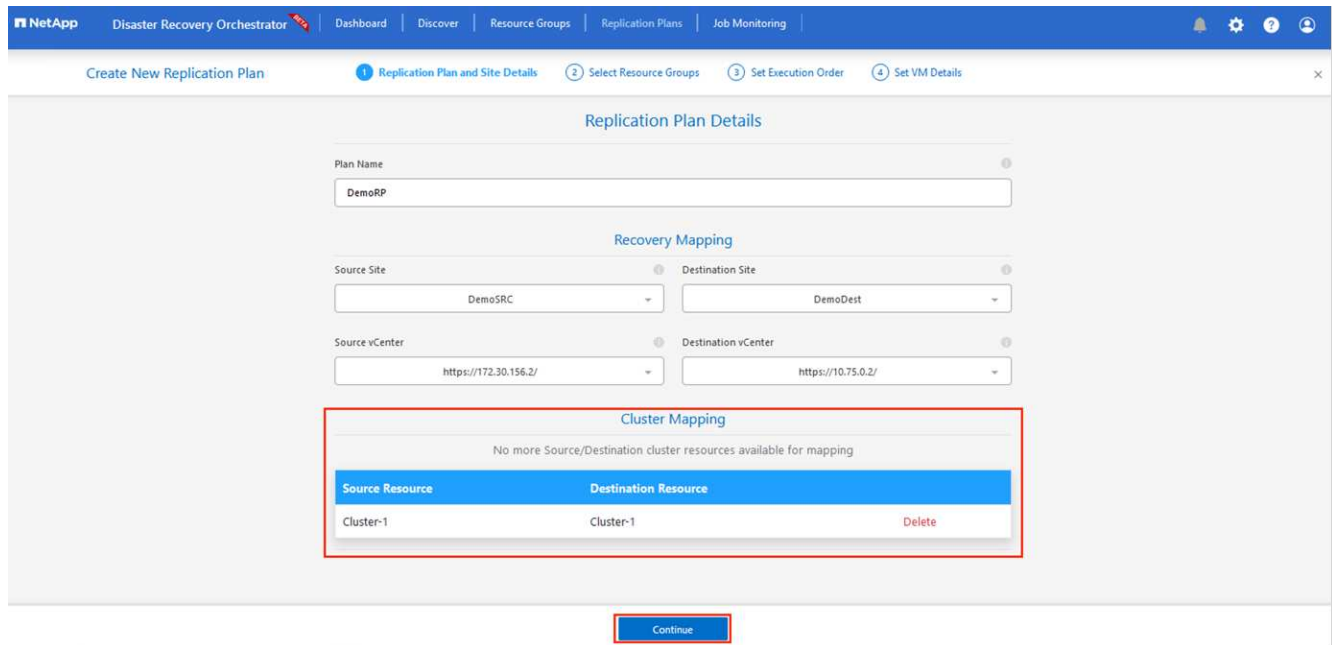 NetApp Disaster Recovery Orchestrator BETA Dashboard Discover Resource Groups Replication Plans Job Monitoring
Create New Replication Plan 1 Replication Plan and Site Details 2 Select Resource Groups 3 Set Execution Order 4 Set VM Details
Replication Plan Details
Plan Name
DemoRP
Recovery Mapping
Source Site Destination Site
DemoSRC DemoDest
Source vCenter Destination vCenter
https://172.30.156.2/ https://10.75.0.2/
Cluster Mapping
No more Source/Destination cluster resources available for mapping
Source Resource Destination Resource
Cluster-1 Cluster-1 Delete
Continue